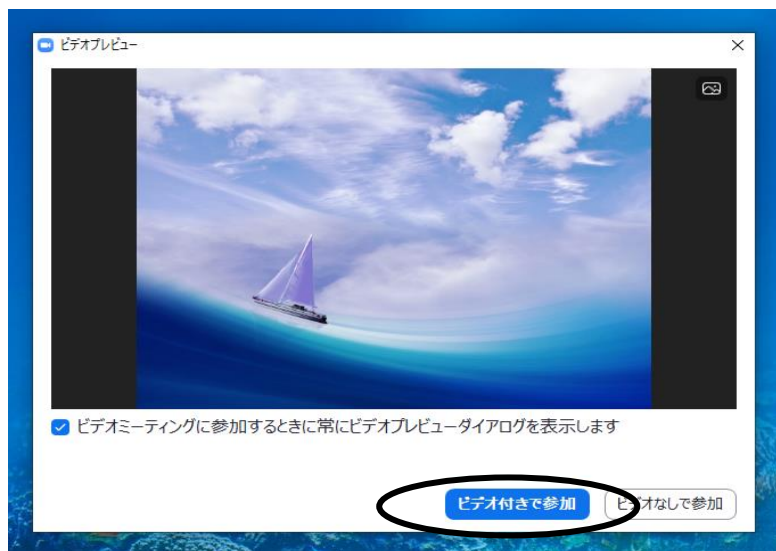 ビデオプレビュー
ビデオミーティングに参加するときに常にビデオプレビューダイアログを表示します
ビデオ付きで参加
ビデオなしで参加